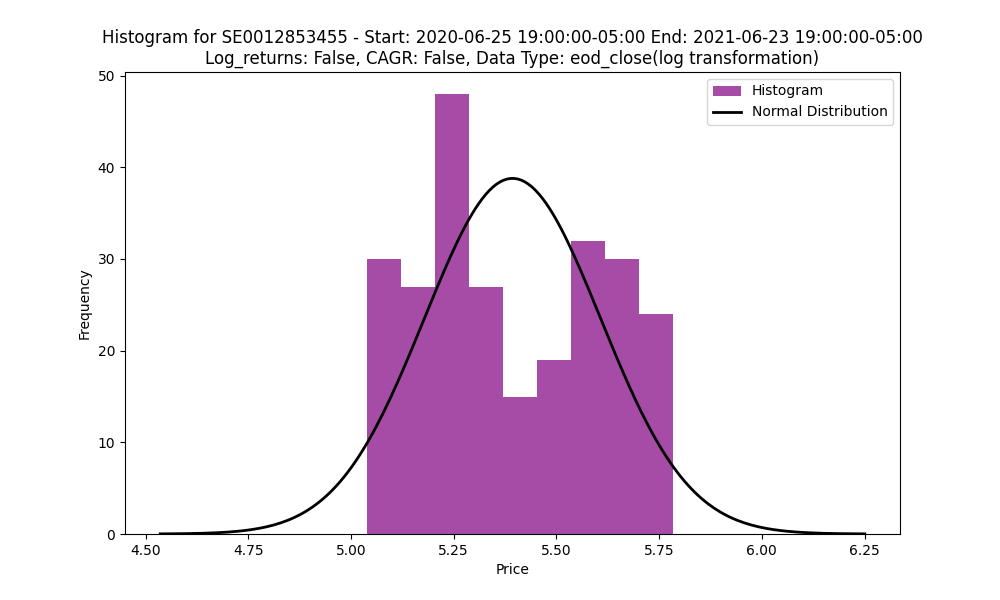 Histogram for SE0012853455 - Start: 2020-06-25 19:00:00-05:00 End: 2021-06-23 19:00:00-05:00
Log_returns: False, CAGR: False, Data Type: eod_close(log transformation)
Histogram
Normal Distribution
Frequency
50
40
30
20
10
0
4.50 4.75 5.00 5.25 5.50 5.75 6.00 6.25
Price